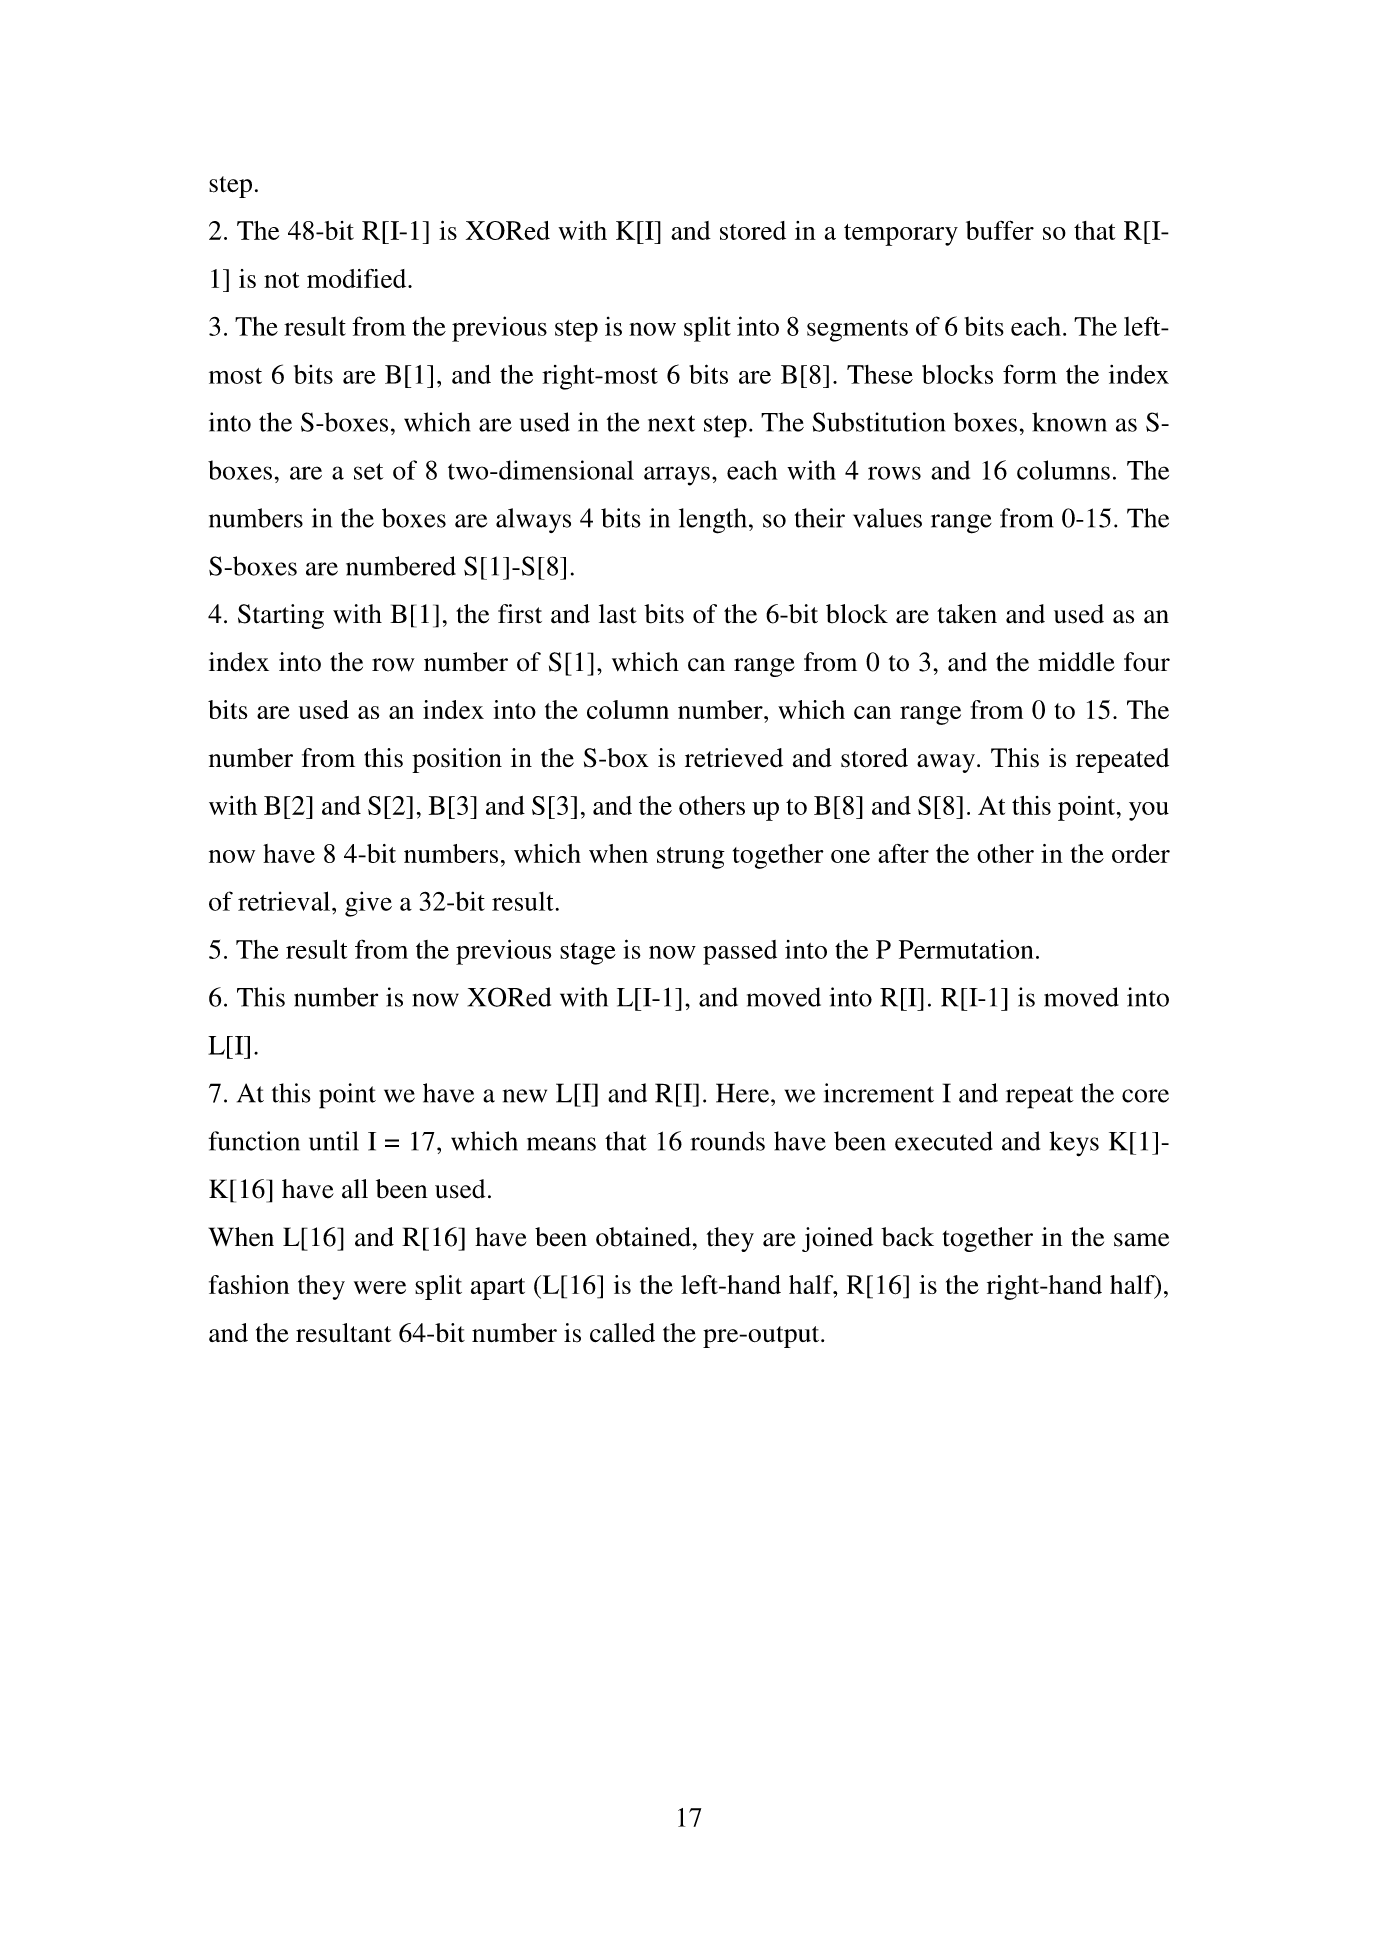 step.
2. The 48-bit R[I-1] is XORed with K[I] and stored in a temporary buffer so that R[I-
1] is not modified.
3. The result from the previous step is now split into 8 segments of 6 bits each. The left-
most 6 bits are B[1], and the right-most 6 bits are B[8]. These blocks form the index
into the S-boxes, which are used in the next step. The Substitution boxes, known as S-
boxes, are a set of 8 two-dimensional arrays, each with 4 rows and 16 columns. The
numbers in the boxes are always 4 bits in length, so their values range from 0-15. The
S-boxes are numbered S[1]-S[8].
4. Starting with B[1], the first and last bits of the 6-bit block are taken and used as an
index into the row number of S[1], which can range from 0 to 3, and the middle four
bits are used as an index into the column number, which can range from 0 to 15. The
number from this position in the S-box is retrieved and stored away. This is repeated
with B[2] and S[2], B[3] and S[3], and the others up to B[8] and S[8]. At this point, you
now have 8 4-bit numbers, which when strung together one after the other in the order
of retrieval, give a 32-bit result.
5. The result from the previous stage is now passed into the P Permutation.
6. This number is now XORed with L[I-1], and moved into R[I]. R[I-1] is moved into
L[I].
7. At this point we have a new L[I] and R[I]. Here, we increment I and repeat the core
function until I = 17, which means that 16 rounds have been executed and keys K[1]-
K[16] have all been used.
When L[16] and R[16] have been obtained, they are joined back together in the same
fashion they were split apart (L[16] is the left-hand half, R[16] is the right-hand half),
and the resultant 64-bit number is called the pre-output.
17